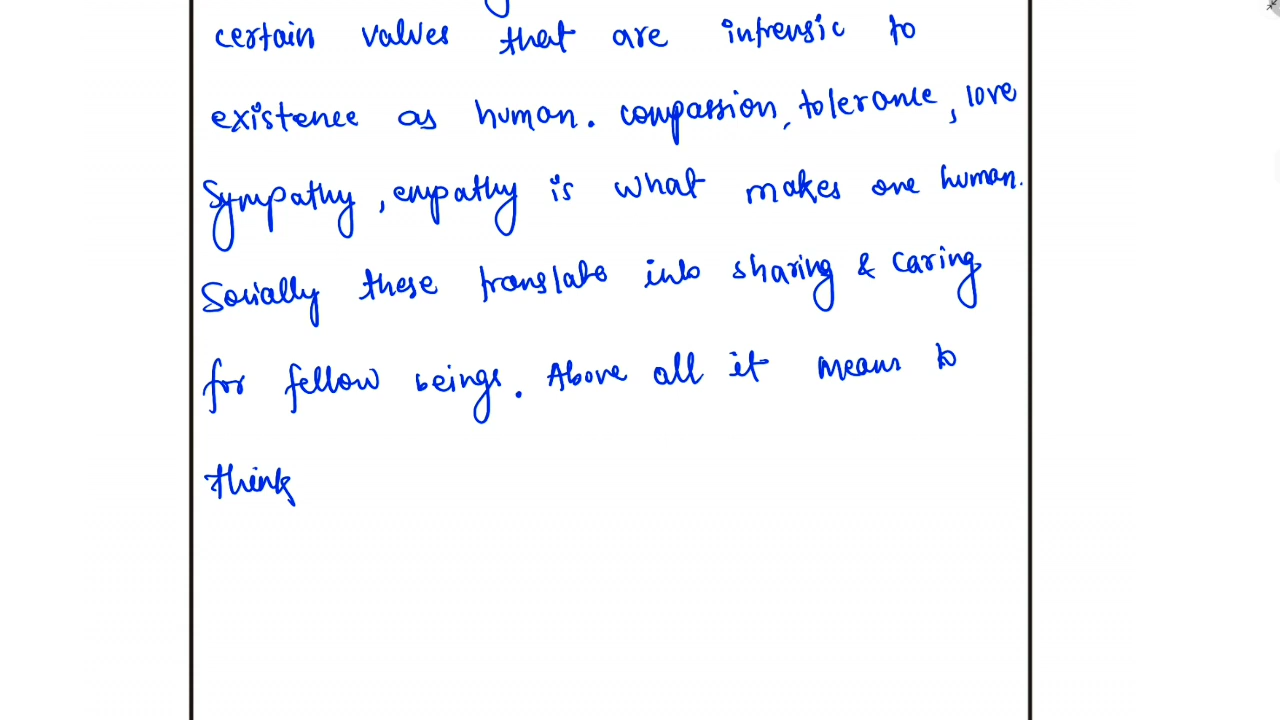 certain values that are intrensic to
existence as human. compassion, tolerance, love
Sympathy, empathy is what makes one human.
Socially these translate into sharing & caring
for fellow beings. Above all it means to
think